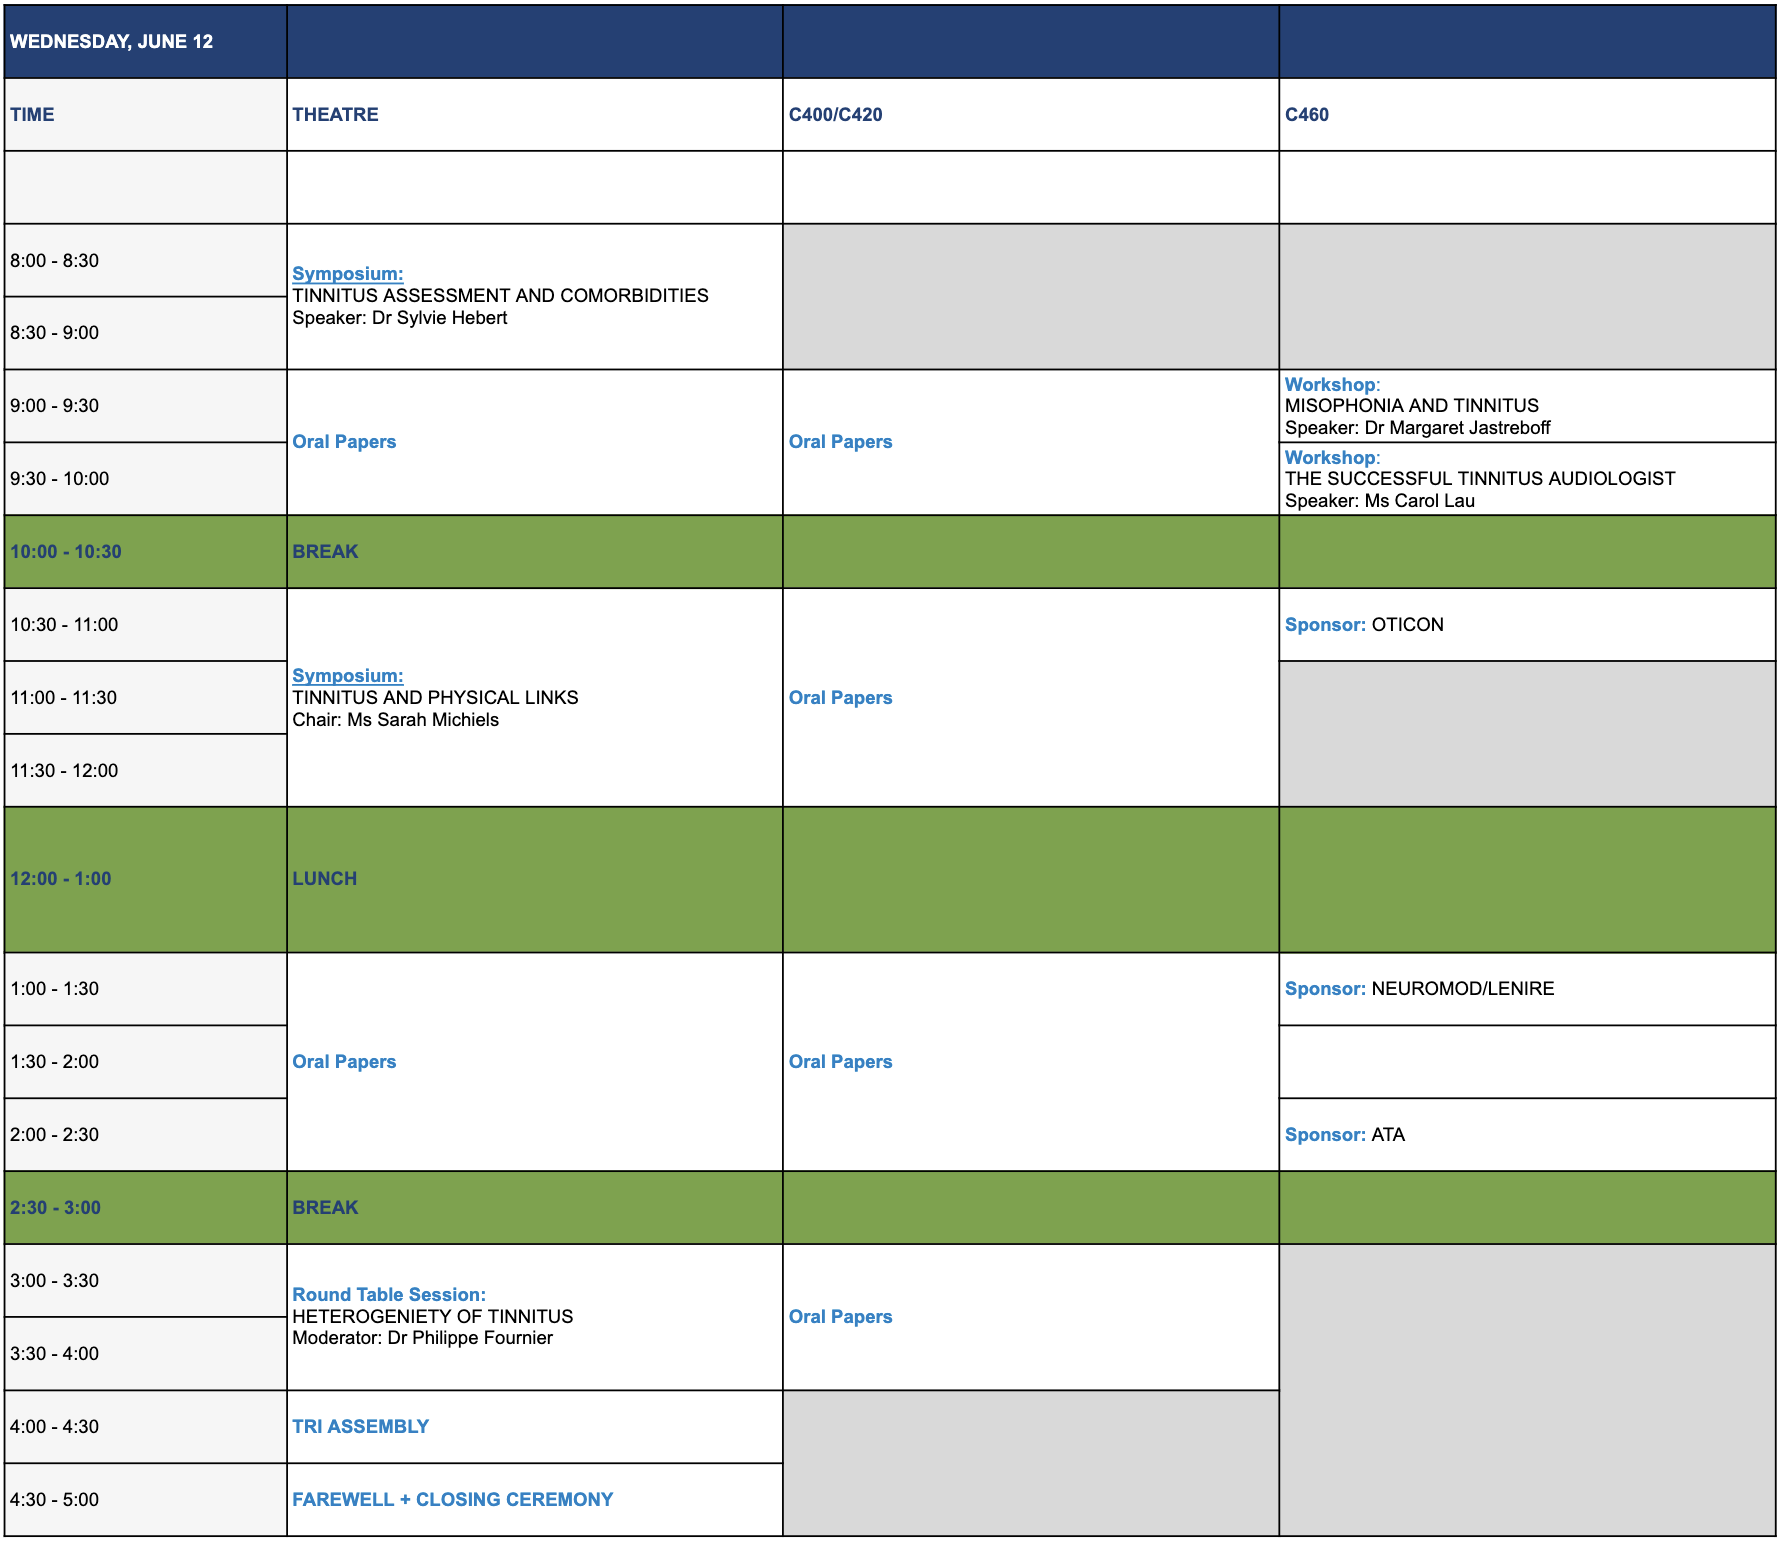 WEDNESDAY, JUNE 12
TIME
THEATRE
C400/C420
C460
8:00 - 8:30
Symposium:
TINNITUS ASSESSMENT AND COMORBIDITIES
Speaker: Dr Sylvie Hebert
8:30 - 9:00
9:00 - 9:30
Oral Papers
Oral Papers
Workshop:
MISOPHONIA AND TINNITUS
Speaker: Dr Margaret Jastreboff
9:30 - 10:00
Workshop:
THE SUCCESSFUL TINNITUS AUDIOLOGIST
Speaker: Ms Carol Lau
10:00 - 10:30
BREAK
10:30 - 11:00
Symposium:
TINNITUS AND PHYSICAL LINKS
Chair: Ms Sarah Michiels
Oral Papers
Sponsor: OTICON
11:00 - 11:30
11:30 - 12:00
12:00 - 1:00
LUNCH
1:00 - 1:30
Oral Papers
Oral Papers
Sponsor: NEUROMOD/LENIRE
1:30 - 2:00
2:00 - 2:30
Sponsor: ATA
2:30 - 3:00
BREAK
3:00 - 3:30
Round Table Session:
HETEROGENIETY OF TINNITUS
Moderator: Dr Philippe Fournier
Oral Papers
3:30 - 4:00
4:00 - 4:30
TRI ASSEMBLY
4:30 - 5:00
FAREWELL + CLOSING CEREMONY